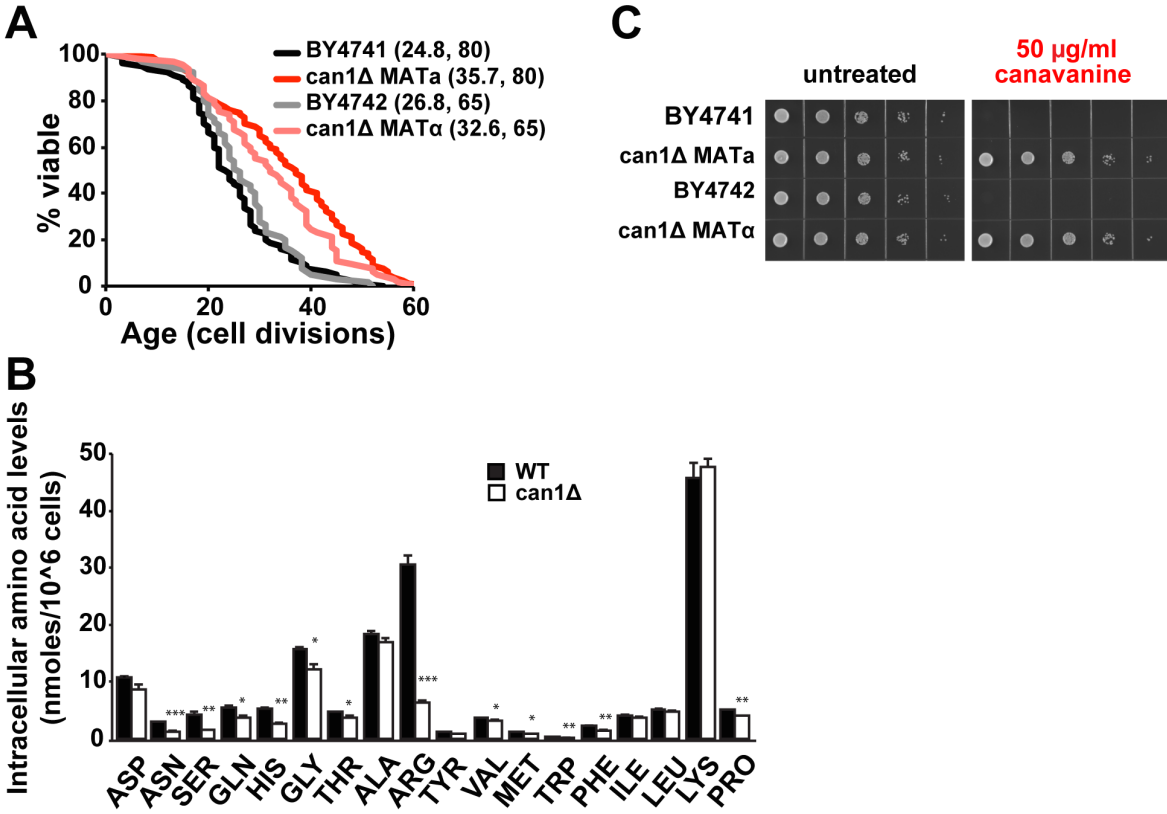 A
% viable
100
80
60
40
20
0
0 20 40 60
Age (cell divisions)
BY4741 (24.8, 80)
can1Δ MATa (35.7, 80)
BY4742 (26.8, 65)
can1Δ MATα (32.6, 65)
C
untreated
50 µg/ml
canavanine
BY4741
can1Δ MATa
BY4742
can1Δ MATα
B
Intracellular amino acid levels
(nmoles/10^6 cells)
50
40
30
20
10
0
WT
can1Δ
*** ** * ** * * *** * * ** ** **
ASP ASN SER GLN HIS GLY THR ALA ARG TYR VAL MET TRP PHE ILE LEU LYS PRO